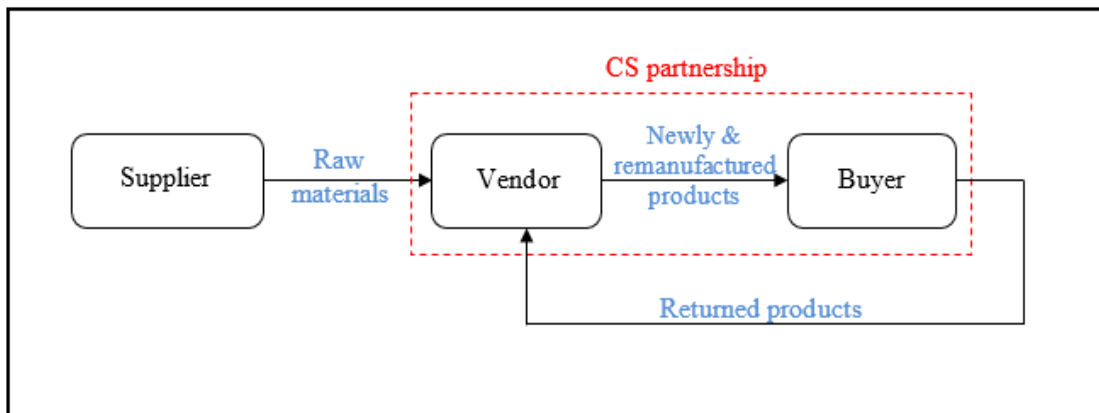 CS partnership
Supplier
Raw
materials
Vendor
Newly &
remanufactured
products
Buyer
Returned products